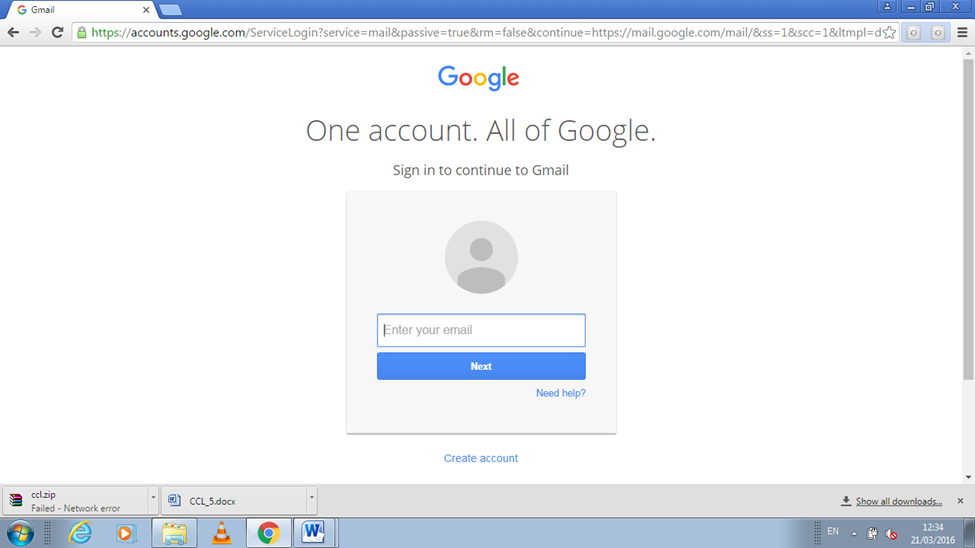 Gmail
https://accounts.google.com/ServiceLogin?service=mail&passive=true&rm=false&continue=https://mail.google.com/mail/&ss=1&scc=1&ltmpl=d
Google
One account. All of Google.
Sign in to continue to Gmail
Enter your email
Next
Need help?
Create account
ccl.zip
Failed - Network error
CCL_5.docx
Show all downloads...
EN
12:34
21/03/2016